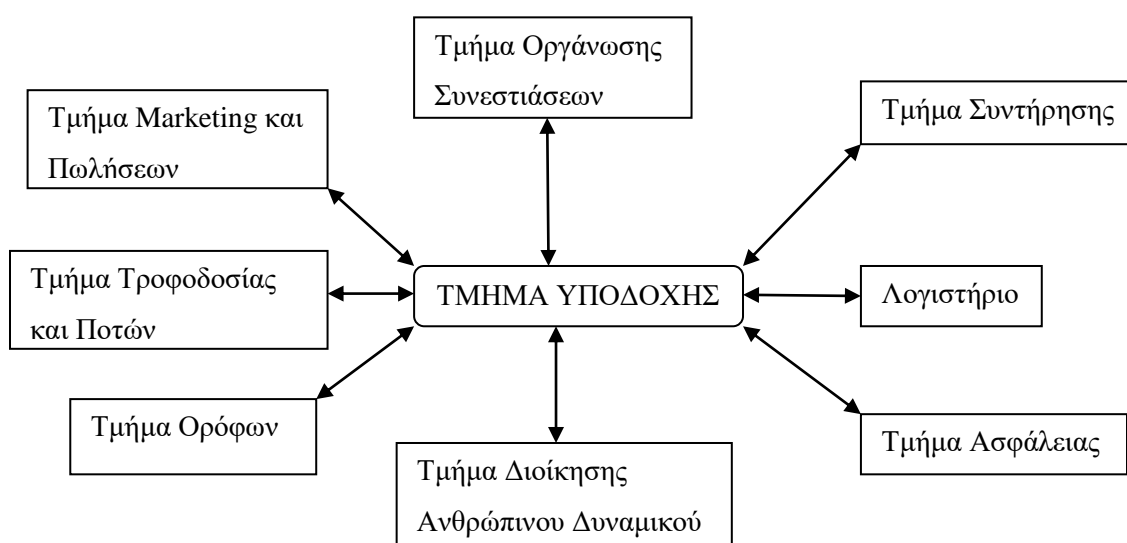 Τμήμα Οργάνωσης
Συνεστιάσεων
Τμήμα Marketing και
Πωλήσεων
Τμήμα Συντήρησης
Τμήμα Τροφοδοσίας
και Ποτών
ΤΜΗΜΑ ΥΠΟΔΟΧΗΣ
Λογιστήριο
Τμήμα Ορόφων
Τμήμα Διοίκησης
Ανθρώπινου Δυναμικού
Τμήμα Ασφάλειας